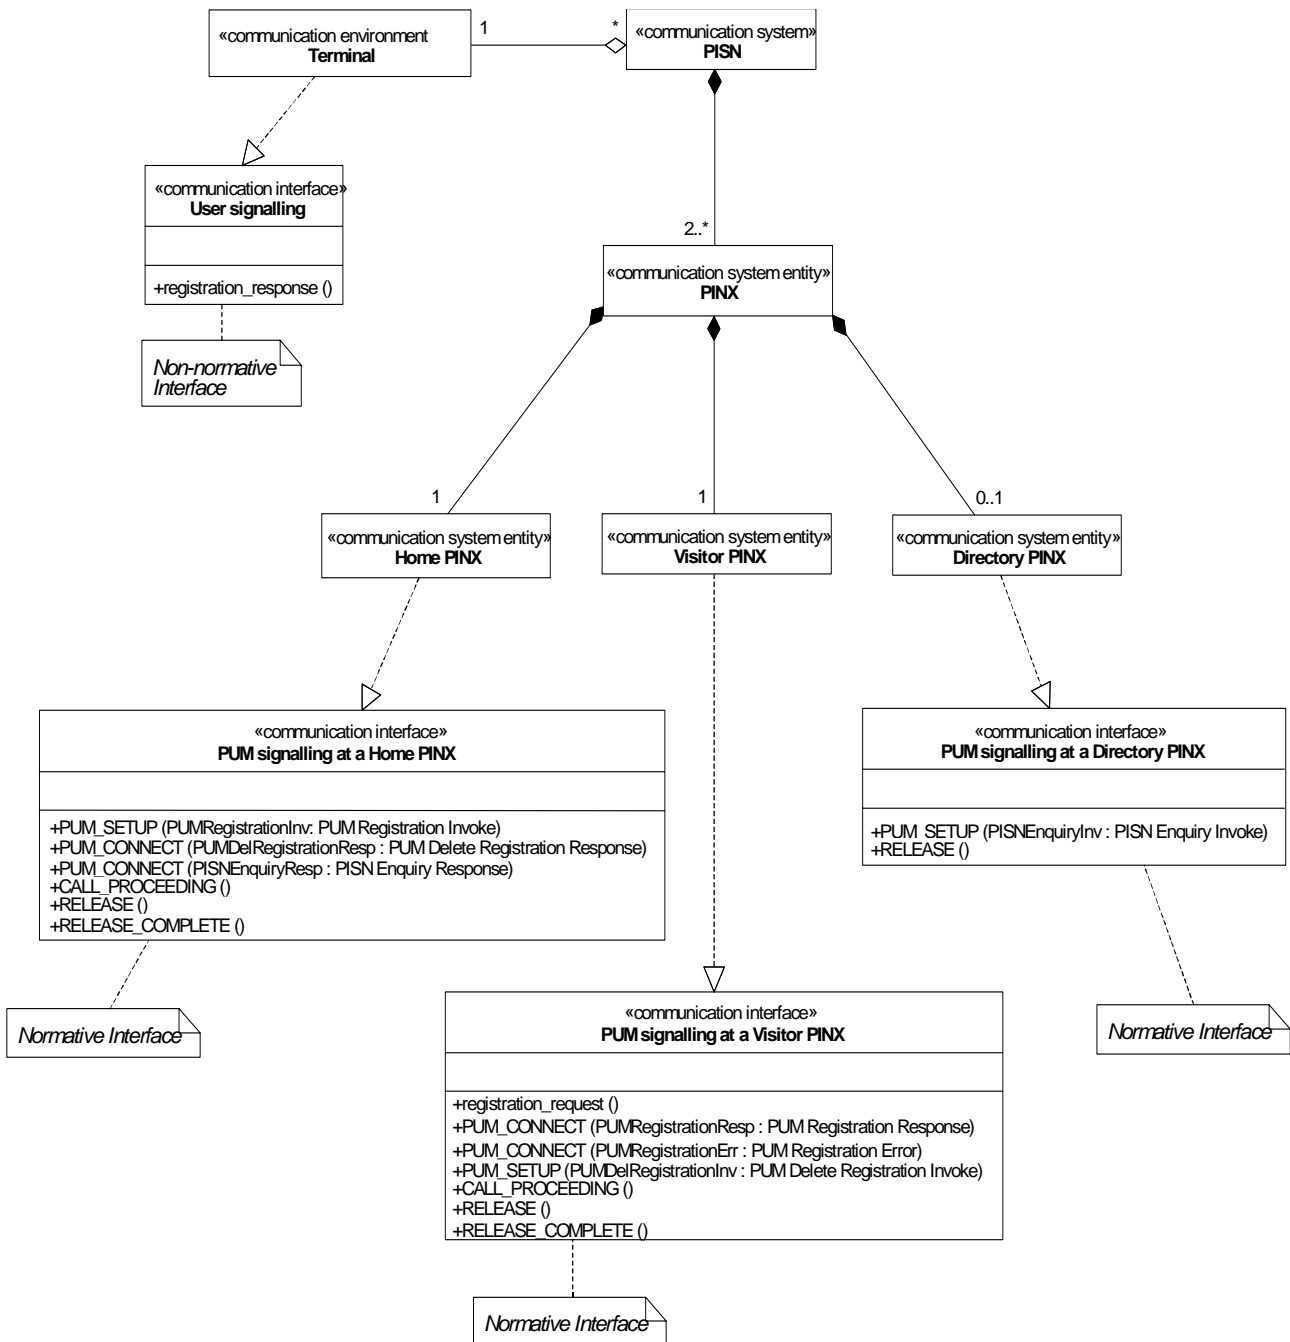 «communication environment
Terminal
1
*
«communication system»
PISN
«communication interface»
User signalling
+registration_response ()
Non-normative
Interface
2..*
«communication system entity»
PINX
1
1
0..1
«communication system entity»
Home PINX
«communication system entity»
Visitor PINX
«communication system entity»
Directory PINX
«communication interface»
PUM signalling at a Home PINX
+PUM_SETUP (PUMRegistrationInv: PUM Registration Invoke)
+PUM_CONNECT (PUMDelRegistrationResp : PUM Delete Registration Response)
+PUM_CONNECT (PISNEnquiryResp : PISN Enquiry Response)
+CALL_PROCEEDING ()
+RELEASE ()
+RELEASE_COMPLETE ()
Normative Interface
«communication interface»
PUM signalling at a Directory PINX
+PUM_SETUP (PISNEnquiryInv : PISN Enquiry Invoke)
+RELEASE ()
Normative Interface
«communication interface»
PUM signalling at a Visitor PINX
+registration_request ()
+PUM_CONNECT (PUMRegistrationResp : PUM Registration Response)
+PUM_CONNECT (PUMRegistrationErr : PUM Registration Error)
+PUM_SETUP (PUMDelRegistrationInv : PUM Delete Registration Invoke)
+CALL_PROCEEDING ()
+RELEASE ()
+RELEASE_COMPLETE ()
Normative Interface